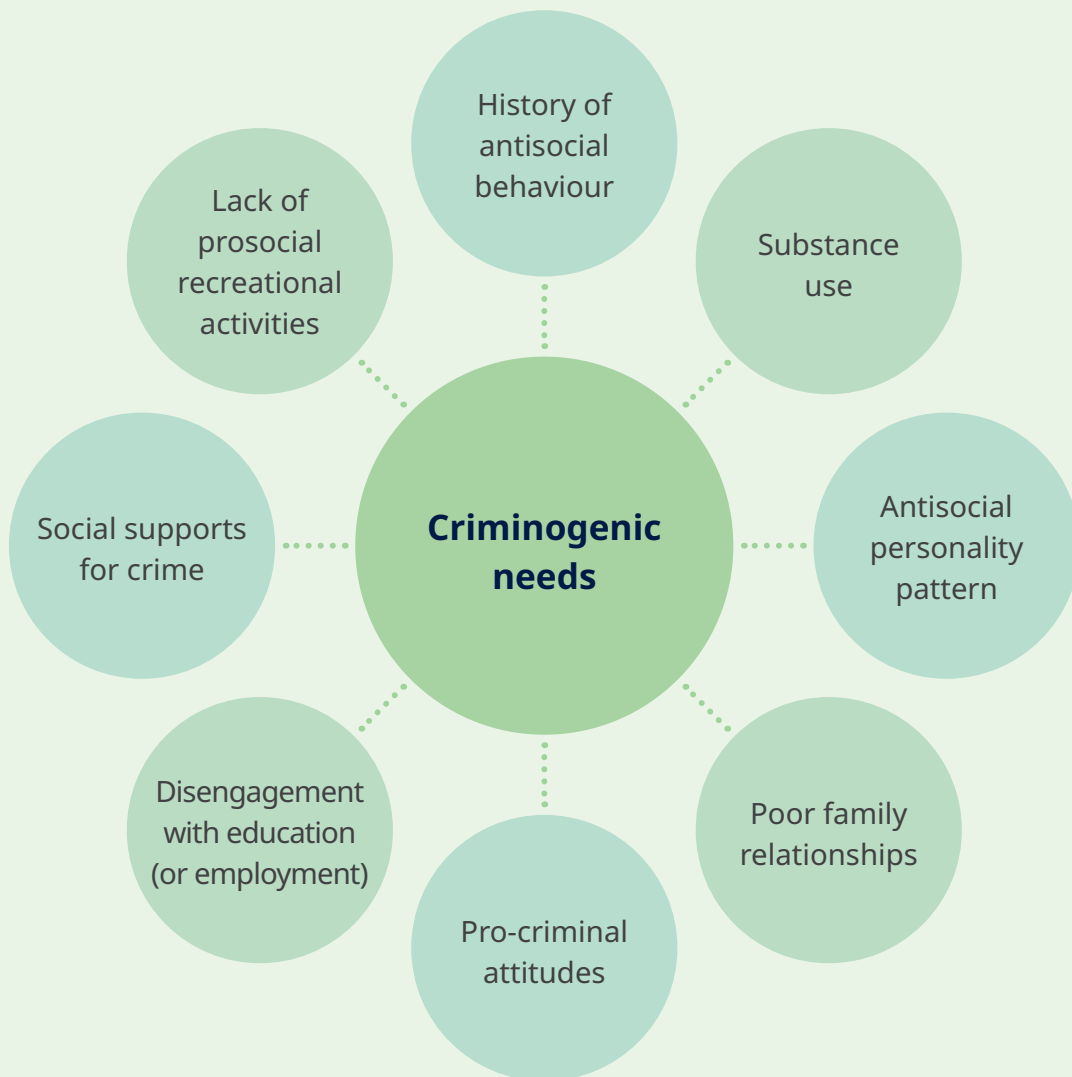 History of
antisocial
behaviour
Lack of
prosocial
recreational
activities
Substance
use
Social supports
for crime
Criminogenic
needs
Antisocial
personality
pattern
Disengagement
with education
(or employment)
Poor family
relationships
Pro-criminal
attitudes